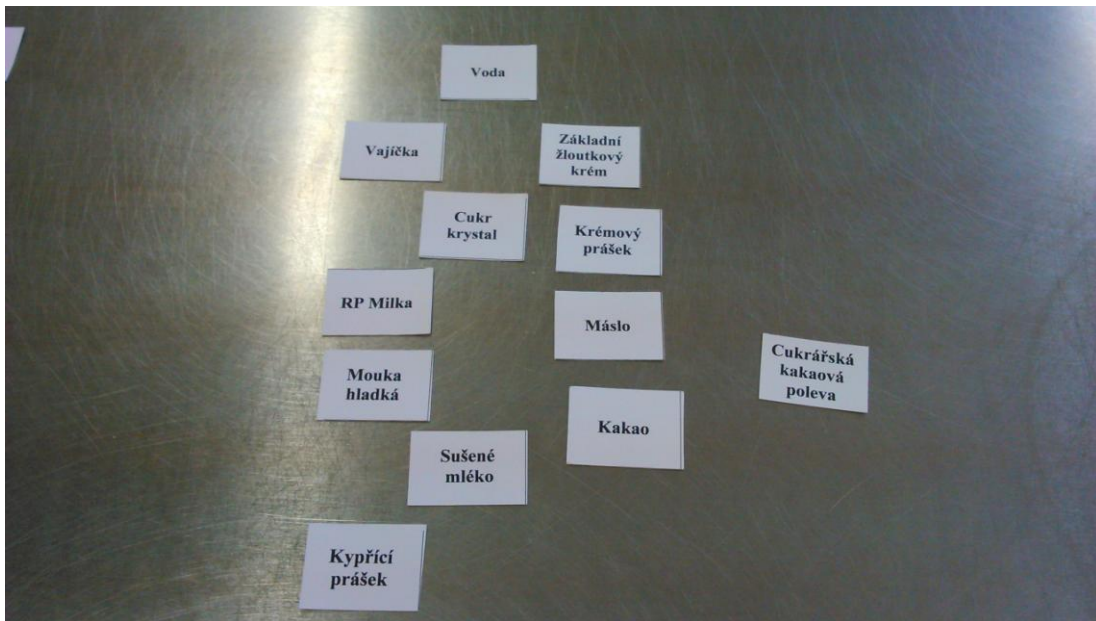 Voda
Vajíčka
Základní
žloutkový
krém
Cukr
krystal
Krémový
prášek
RP Milka
Máslo
Cukrářská
kakaová
poleva
Mouka
hladká
Kakao
Sušené
mléko
Kypřící
prášek